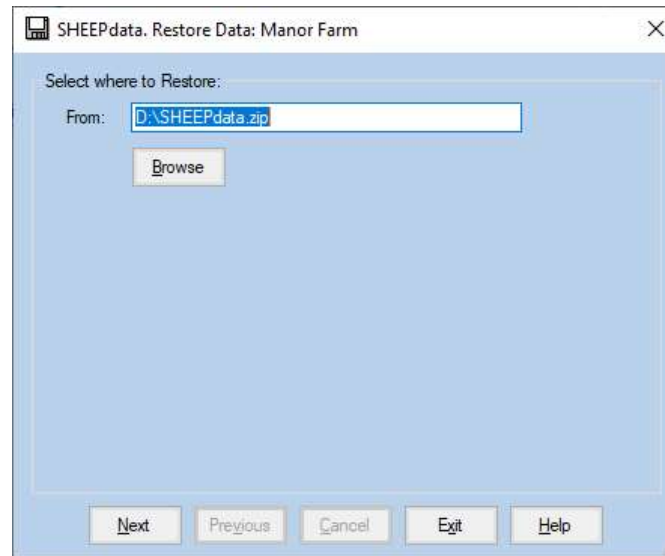 SHEEPdata. Restore Data: Manor Farm
Select where to Restore:
From: D:\SHEEPdata.zip
Browse
Next Previous Cancel Exit Help